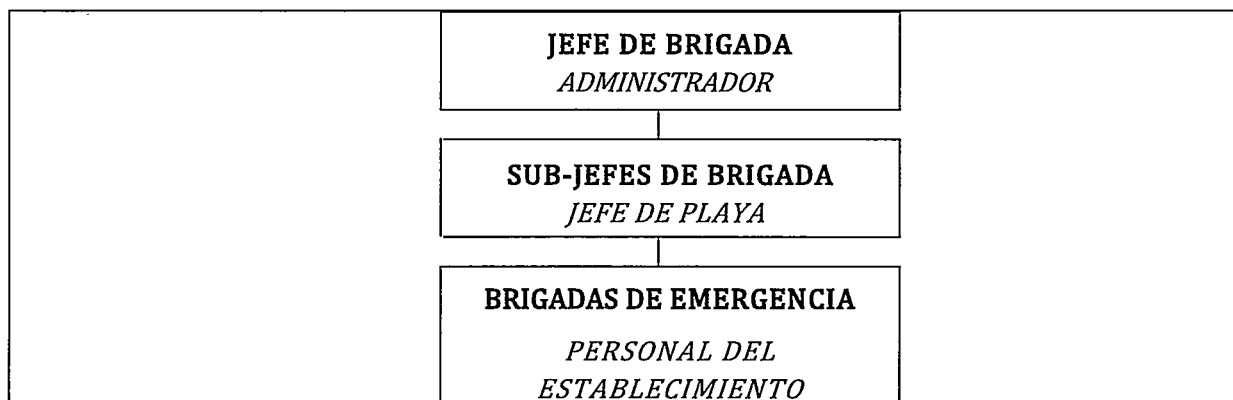 JEFE DE BRIGADA
ADMINISTRADOR
SUB-JEFES DE BRIGADA
JEFE DE PLAYA
BRIGADAS DE EMERGENCIA
PERSONAL DEL
ESTABLECIMIENTO